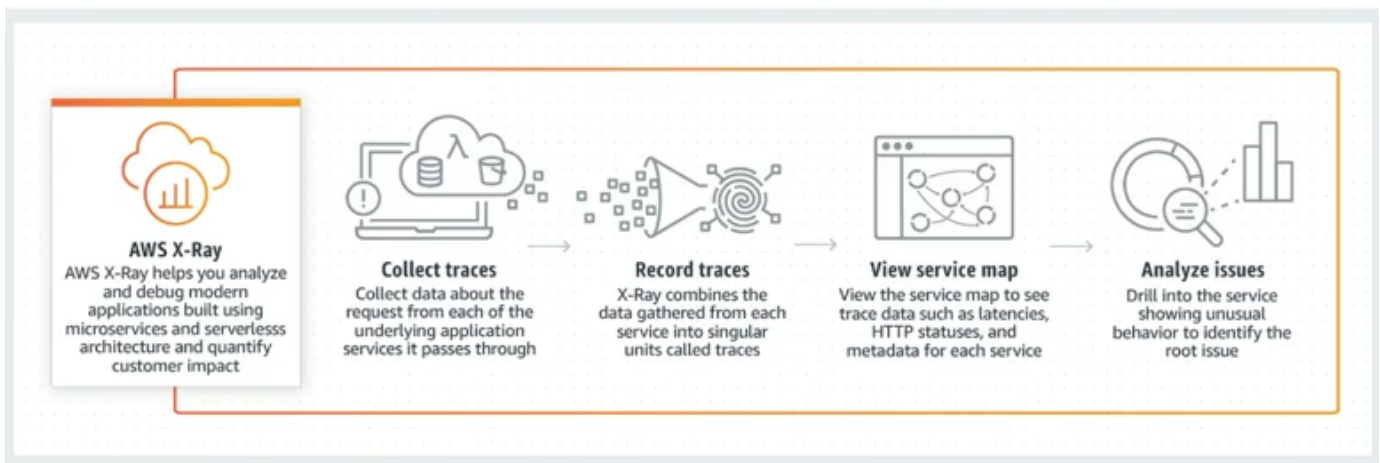 AWS X-Ray
AWS X-Ray helps you analyze
and debug modern
applications built using
microservices and serverlesss
architecture and quantify
customer impact
Collect traces
Collect data about the
request from each of the
underlying application
services it passes through
Record traces
X-Ray combines the
data gathered from each
service into singular
units called traces
View service map
View the service map to see
trace data such as latencies,
HTTP statuses, and
metadata for each service
Analyze issues
Drill into the service
showing unusual
behavior to identify the
root issue